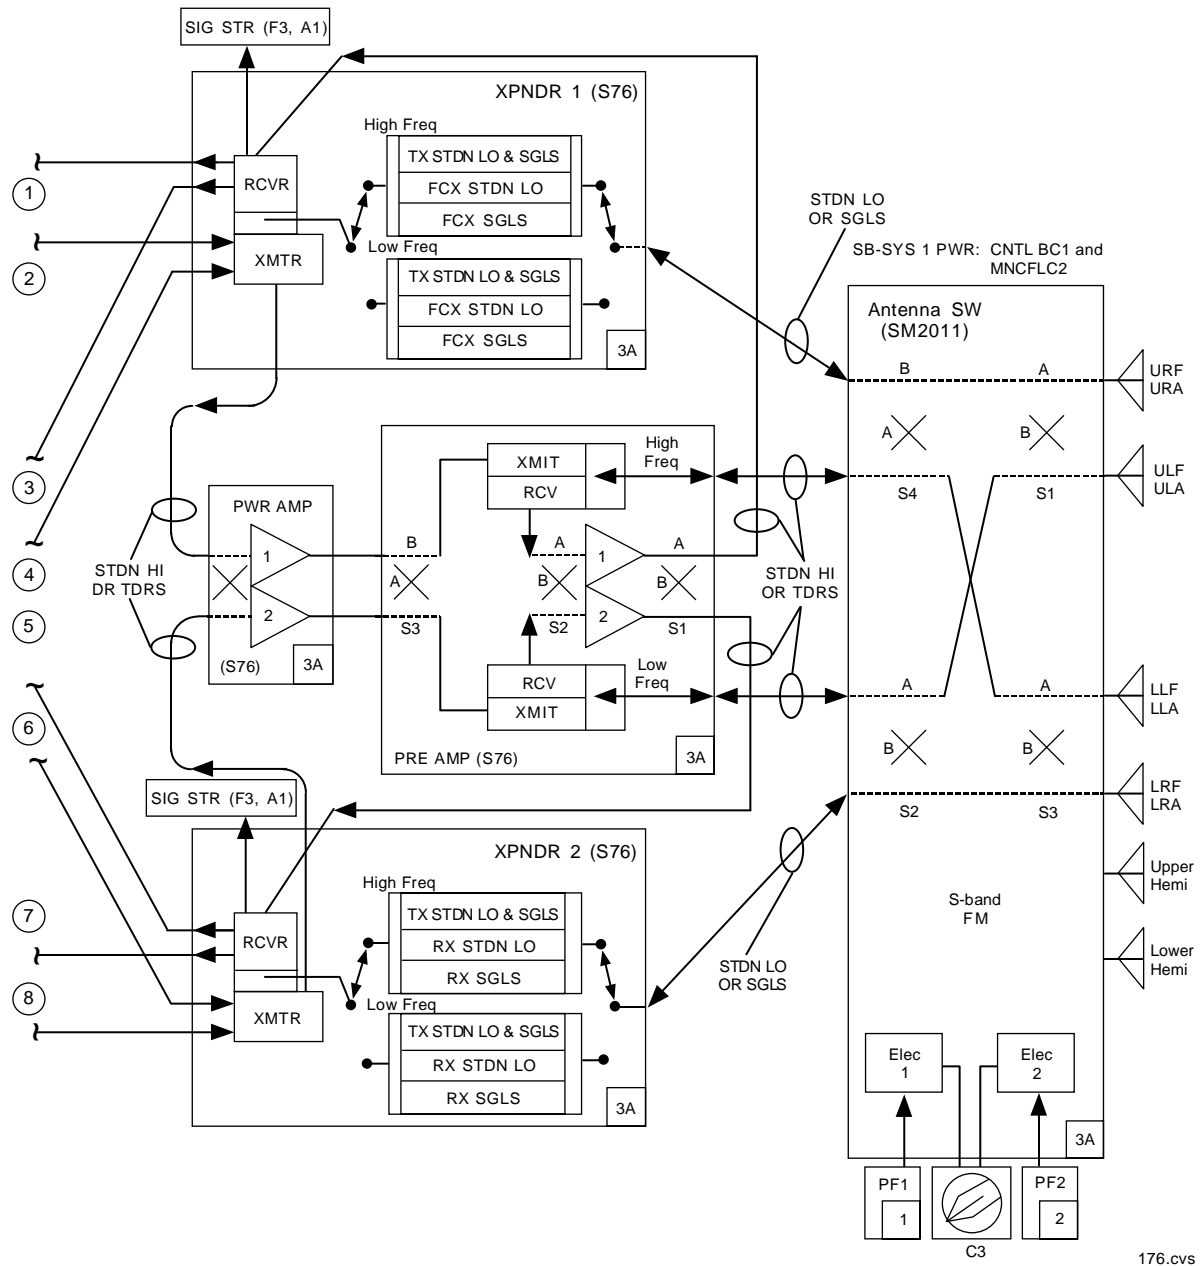 SIG STR (F3, A1)
XPNDR 1 (S76)
High Freq
TX STDN LO & SGLS
FCX STDN LO
FCX SGLS
RCVR
XMTR
Low Freq
TX STDN LO & SGLS
FCX STDN LO
FCX SGLS
3A
1
2
3
4
5
6
7
8
STDN LO
OR SGLS
SB-SYS 1 PWR: CNTL BC1 and
MNCFLC2
Antenna SW
(SM2011)
B
A
A
B
S4
S1
A
A
B
B
S2
S3
URF
URA
ULF
ULA
LLF
LLA
LRF
LRA
Upper
Hemi
Lower
Hemi
S-band
FM
STDN HI
DR TDRS
PWR AMP
1
2
(S76)
3A
B
A
S3
XMIT
RCV
High
Freq
A
B
S2
1
2
A
B
S1
RCV
XMIT
Low
Freq
PRE AMP (S76)
3A
STDN HI
OR TDRS
SIG STR (F3, A1)
XPNDR 2 (S76)
High Freq
TX STDN LO & SGLS
RX STDN LO
RX SGLS
RCVR
XMTR
Low Freq
TX STDN LO & SGLS
RX STDN LO
RX SGLS
3A
STDN LO
OR SGLS
Elec
1
Elec
2
3A
PF1
1
C3
PF2
2
176.cvs